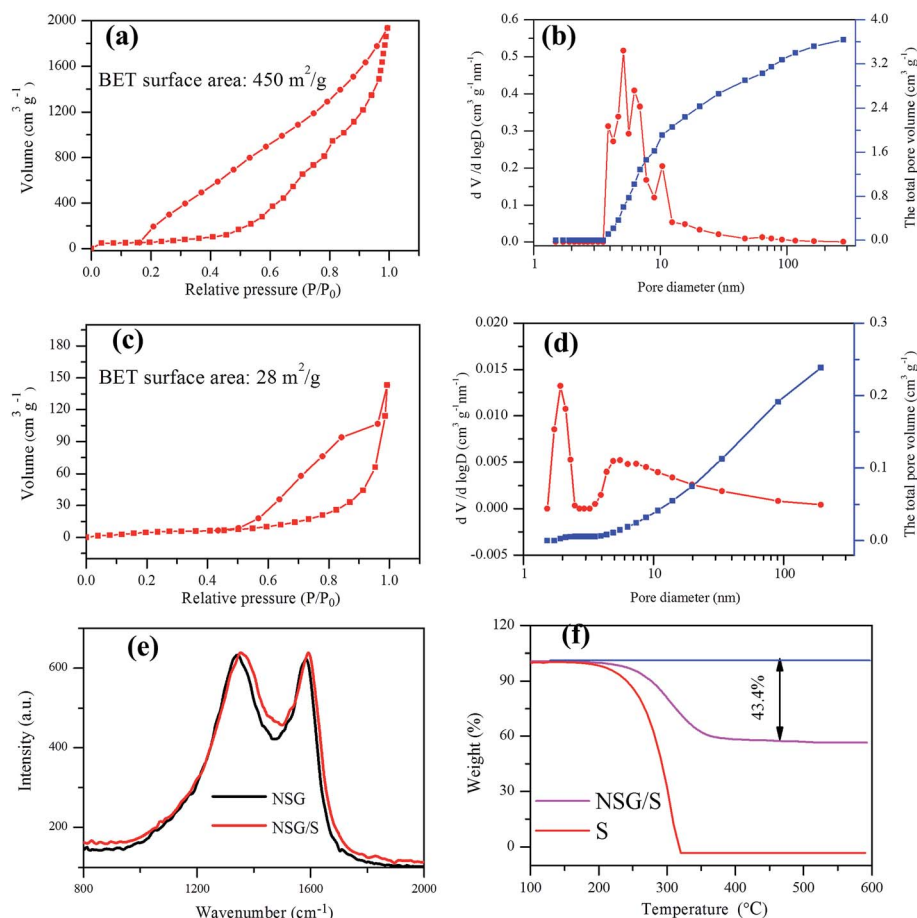 (a)
BET surface area: 450 m²/g
Volume (cm³ g⁻¹)
2000
1600
1200
800
400
0
0.0 0.2 0.4 0.6 0.8 1.0
Relative pressure (P/P₀)
(b)
d V /d logD (cm³ g⁻¹nm⁻¹)
0.6
0.5
0.4
0.3
0.2
0.1
0.0
The total pore volume (cm³ g⁻¹)
4.0
3.2
2.4
1.6
0.8
0.0
1 10 100
Pore diameter (nm)
(c)
BET surface area: 28 m²/g
Volume (cm³ g⁻¹)
180
150
120
90
60
30
0
0.0 0.2 0.4 0.6 0.8 1.0
Relative pressure (P/P₀)
(d)
d V /d logD (cm³ g⁻¹nm⁻¹)
0.020
0.015
0.010
0.005
0.000
-0.005
The total pore volume (cm³ g⁻¹)
0.3
0.2
0.1
0.0
1 10 100
Pore diameter (nm)
(e)
Intensity (a.u.)
600
400
200
NSG
NSG/S
800 1200 1600 2000
Wavenumber (cm⁻¹)
(f)
Weight (%)
120
90
60
30
0
43.4%
NSG/S
S
100 200 300 400 500 600
Temperature (°C)